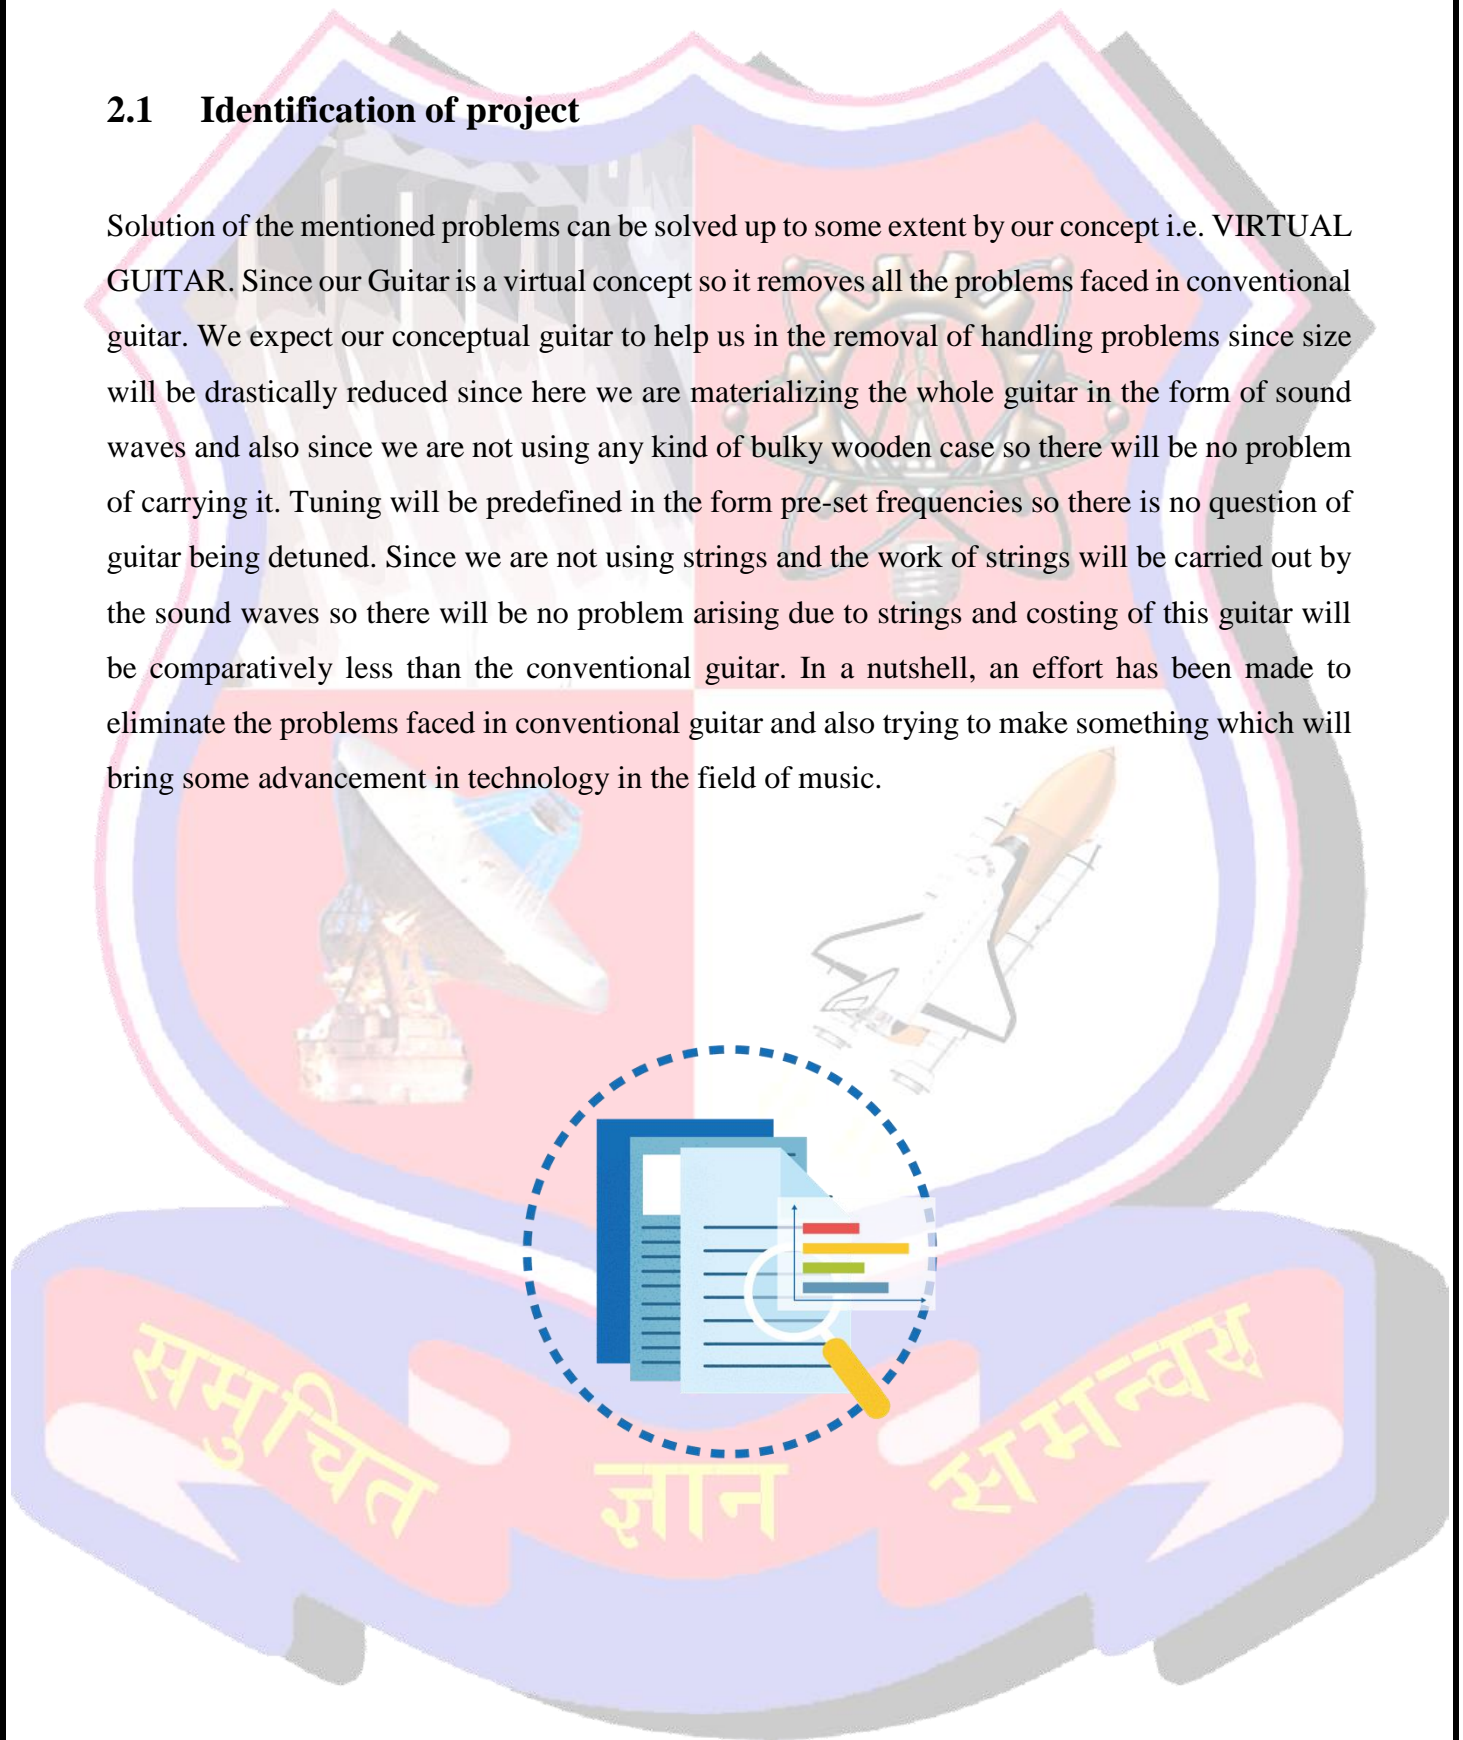 2.1 Identification of project
Solution of the mentioned problems can be solved up to some extent by our concept i.e. VIRTUAL
GUITAR. Since our Guitar is a virtual concept so it removes all the problems faced in conventional
guitar. We expect our conceptual guitar to help us in the removal of handling problems since size
will be drastically reduced since here we are materializing the whole guitar in the form of sound
waves and also since we are not using any kind of bulky wooden case so there will be no problem
of carrying it. Tuning will be predefined in the form pre-set frequencies so there is no question of
guitar being detuned. Since we are not using strings and the work of strings will be carried out by
the sound waves so there will be no problem arising due to strings and costing of this guitar will
be comparatively less than the conventional guitar. In a nutshell, an effort has been made to
eliminate the problems faced in conventional guitar and also trying to make something which will
bring some advancement in technology in the field of music.
समुचित ज्ञान समन्वय